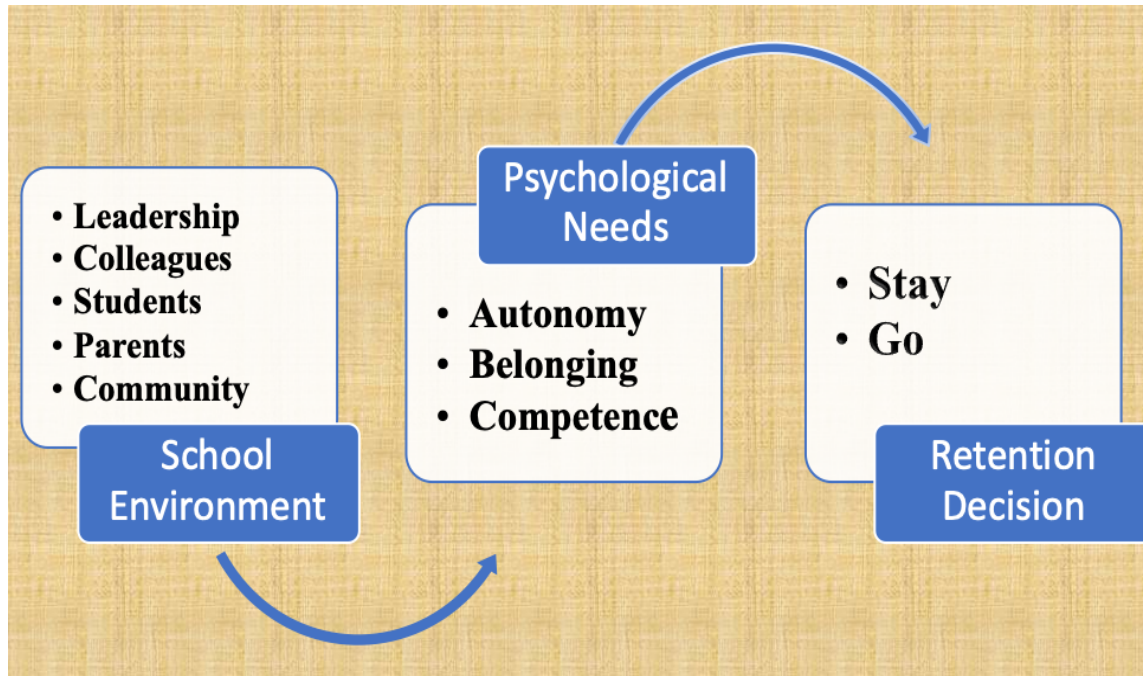 • Leadership
• Colleagues
• Students
• Parents
• Community
School
Environment
Psychological
Needs
• Autonomy
• Belonging
• Competence
• Stay
• Go
Retention
Decision